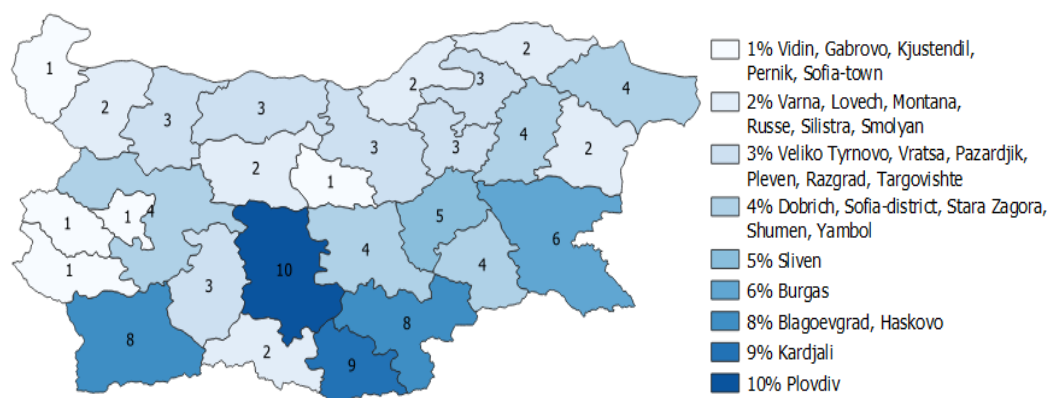 1
2
3
3
2
2
3
4
3
3
4
2
2
1
1
1
4
1
5
6
10
4
4
3
8
8
2
9
1% Vidin, Gabrovo, Kjustendil,
Pernik, Sofia-town
2% Varna, Lovech, Montana,
Russe, Silistra, Smolyan
3% Veliko Tyrnovo, Vratsa, Pazardjik,
Pleven, Razgrad, Targovishte
4% Dobrich, Sofia-district, Stara Zagora,
Shumen, Yambol
5% Sliven
6% Burgas
8% Blagoevgrad, Haskovo
9% Kardjali
10% Plovdiv